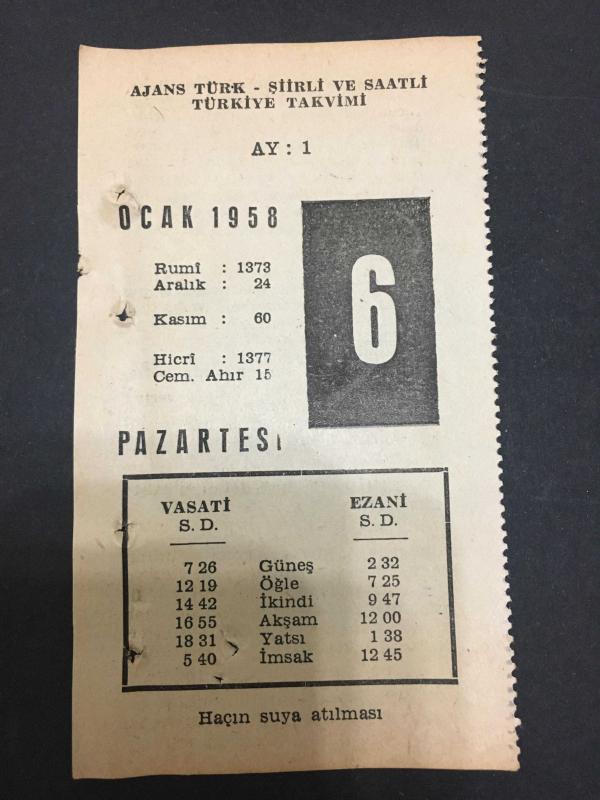 AJANS TÜRK - ŞİİRLİ VE SAATLİ
TÜRKİYE TAKVİMİ
AY : 1
OCAK 1958
6
Rumî : 1373
Aralık : 24
Kasım : 60
Hicrî : 1377
Cem. Ahır 15
PAZARTESİ
VASATİ EZANİ
S. D. S. D.
7 26 Güneş 2 32
12 19 Öğle 7 25
14 42 İkindi 9 47
16 55 Akşam 12 00
18 31 Yatsı 1 38
5 40 İmsak 12 45
Haçın suya atılması